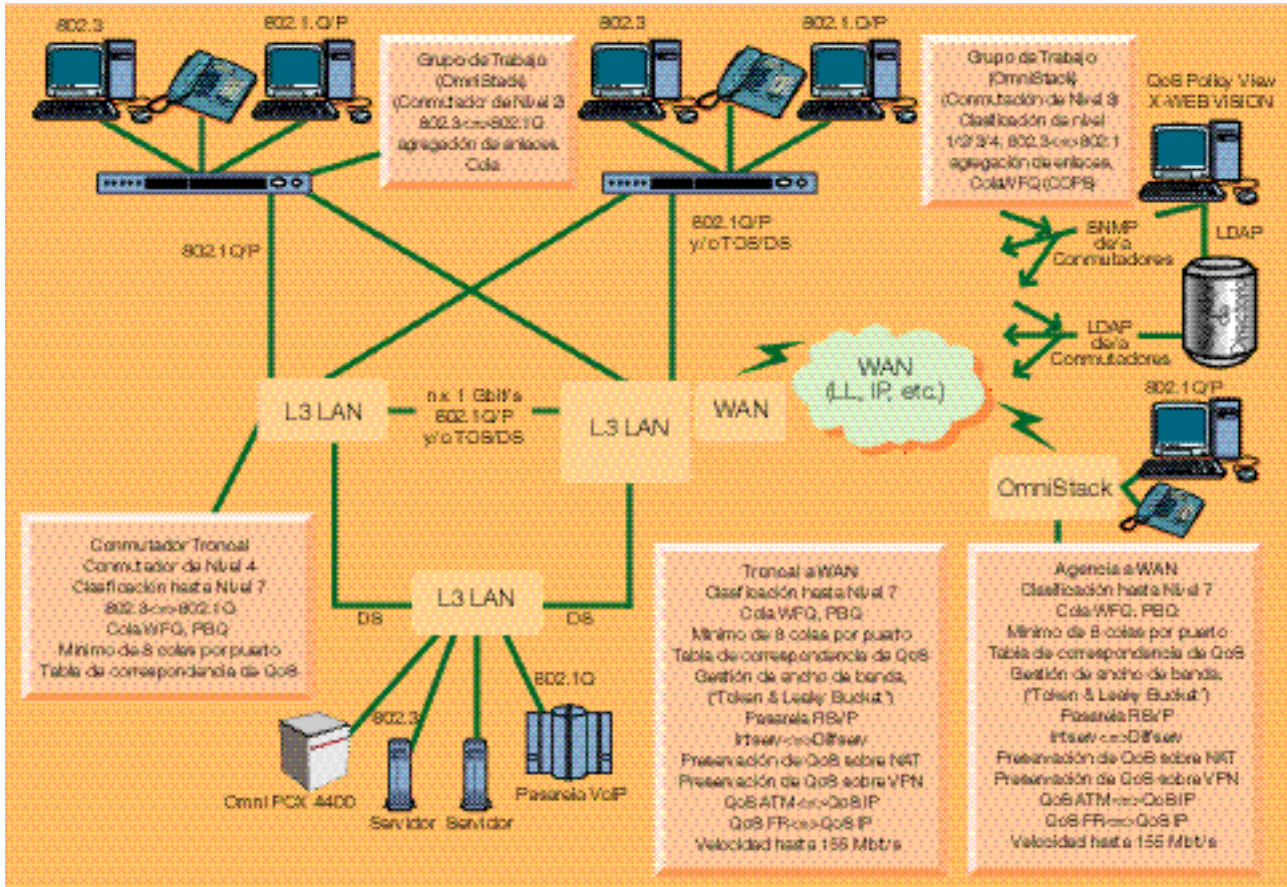 802.3
802.1.Q/P
802.3
802.1.Q/P
Grupo de Trabajo
(OmniStack)
(Conmutador de Nivel 2)
802.3<=>802.1Q
agregación de enlaces,
Cola
Grupo de Trabajo
(OmniStack)
(Conmutación de Nivel 3)
Clasificación de nivel
1/2/3/4, 802.3<=>802.1
agregación de enlaces,
Cola/WFQ (COPS)
QoS Policy View
X-WEB VISION
802.1Q/P
802.1Q/P
y/o TOS/DS
SNMP
de/a
Conmutadores
LDAP
de
Directorio
LDAP
de/a
Conmutadores
L3 LAN
n x 1 Gbit/s
802.1Q/P
y/o TOS/DS
L3 LAN
WAN
WAN
(LL, IP, etc.)
802.1Q/P
OmniStack
Conmutador Troncal
Conmutador de Nivel 4
Clasificación hasta Nivel 7
802.3<=>802.1Q
Cola WFQ, PBQ
Mínimo de 8 colas por puerto
Tabla de correspondencia de QoS
L3 LAN
DS
DS
802.3
802.1Q
Omni PCX 4400
Servidor
Servidor
Pasarela VoIP
Troncal a WAN
Clasificación hasta Nivel 7
Cola WFQ, PBQ
Mínimo de 8 colas por puerto
Tabla de correspondencia de QoS
Gestión de ancho de banda,
("Token & Leaky Bucket")
Pasarela RSVP
Intserv<=>Diffserv
Preservación de QoS sobre NAT
Preservación de QoS sobre VPN
QoS ATM<=>QoS IP
QoS FR<=>QoS IP
Velocidad hasta 155 Mbt/s
Agencia a WAN
Clasificación hasta Nivel 7
Cola WFQ, PBQ
Mínimo de 8 colas por puerto
Tabla de correspondencia de QoS
Gestión de ancho de banda,
("Token & Leaky Bucket")
Pasarela RSVP
Intserv<=>Diffserv
Preservación de QoS sobre NAT
Preservación de QoS sobre VPN
QoS ATM<=>QoS IP
QoS FR<=>QoS IP
Velocidad hasta 155 Mbt/s